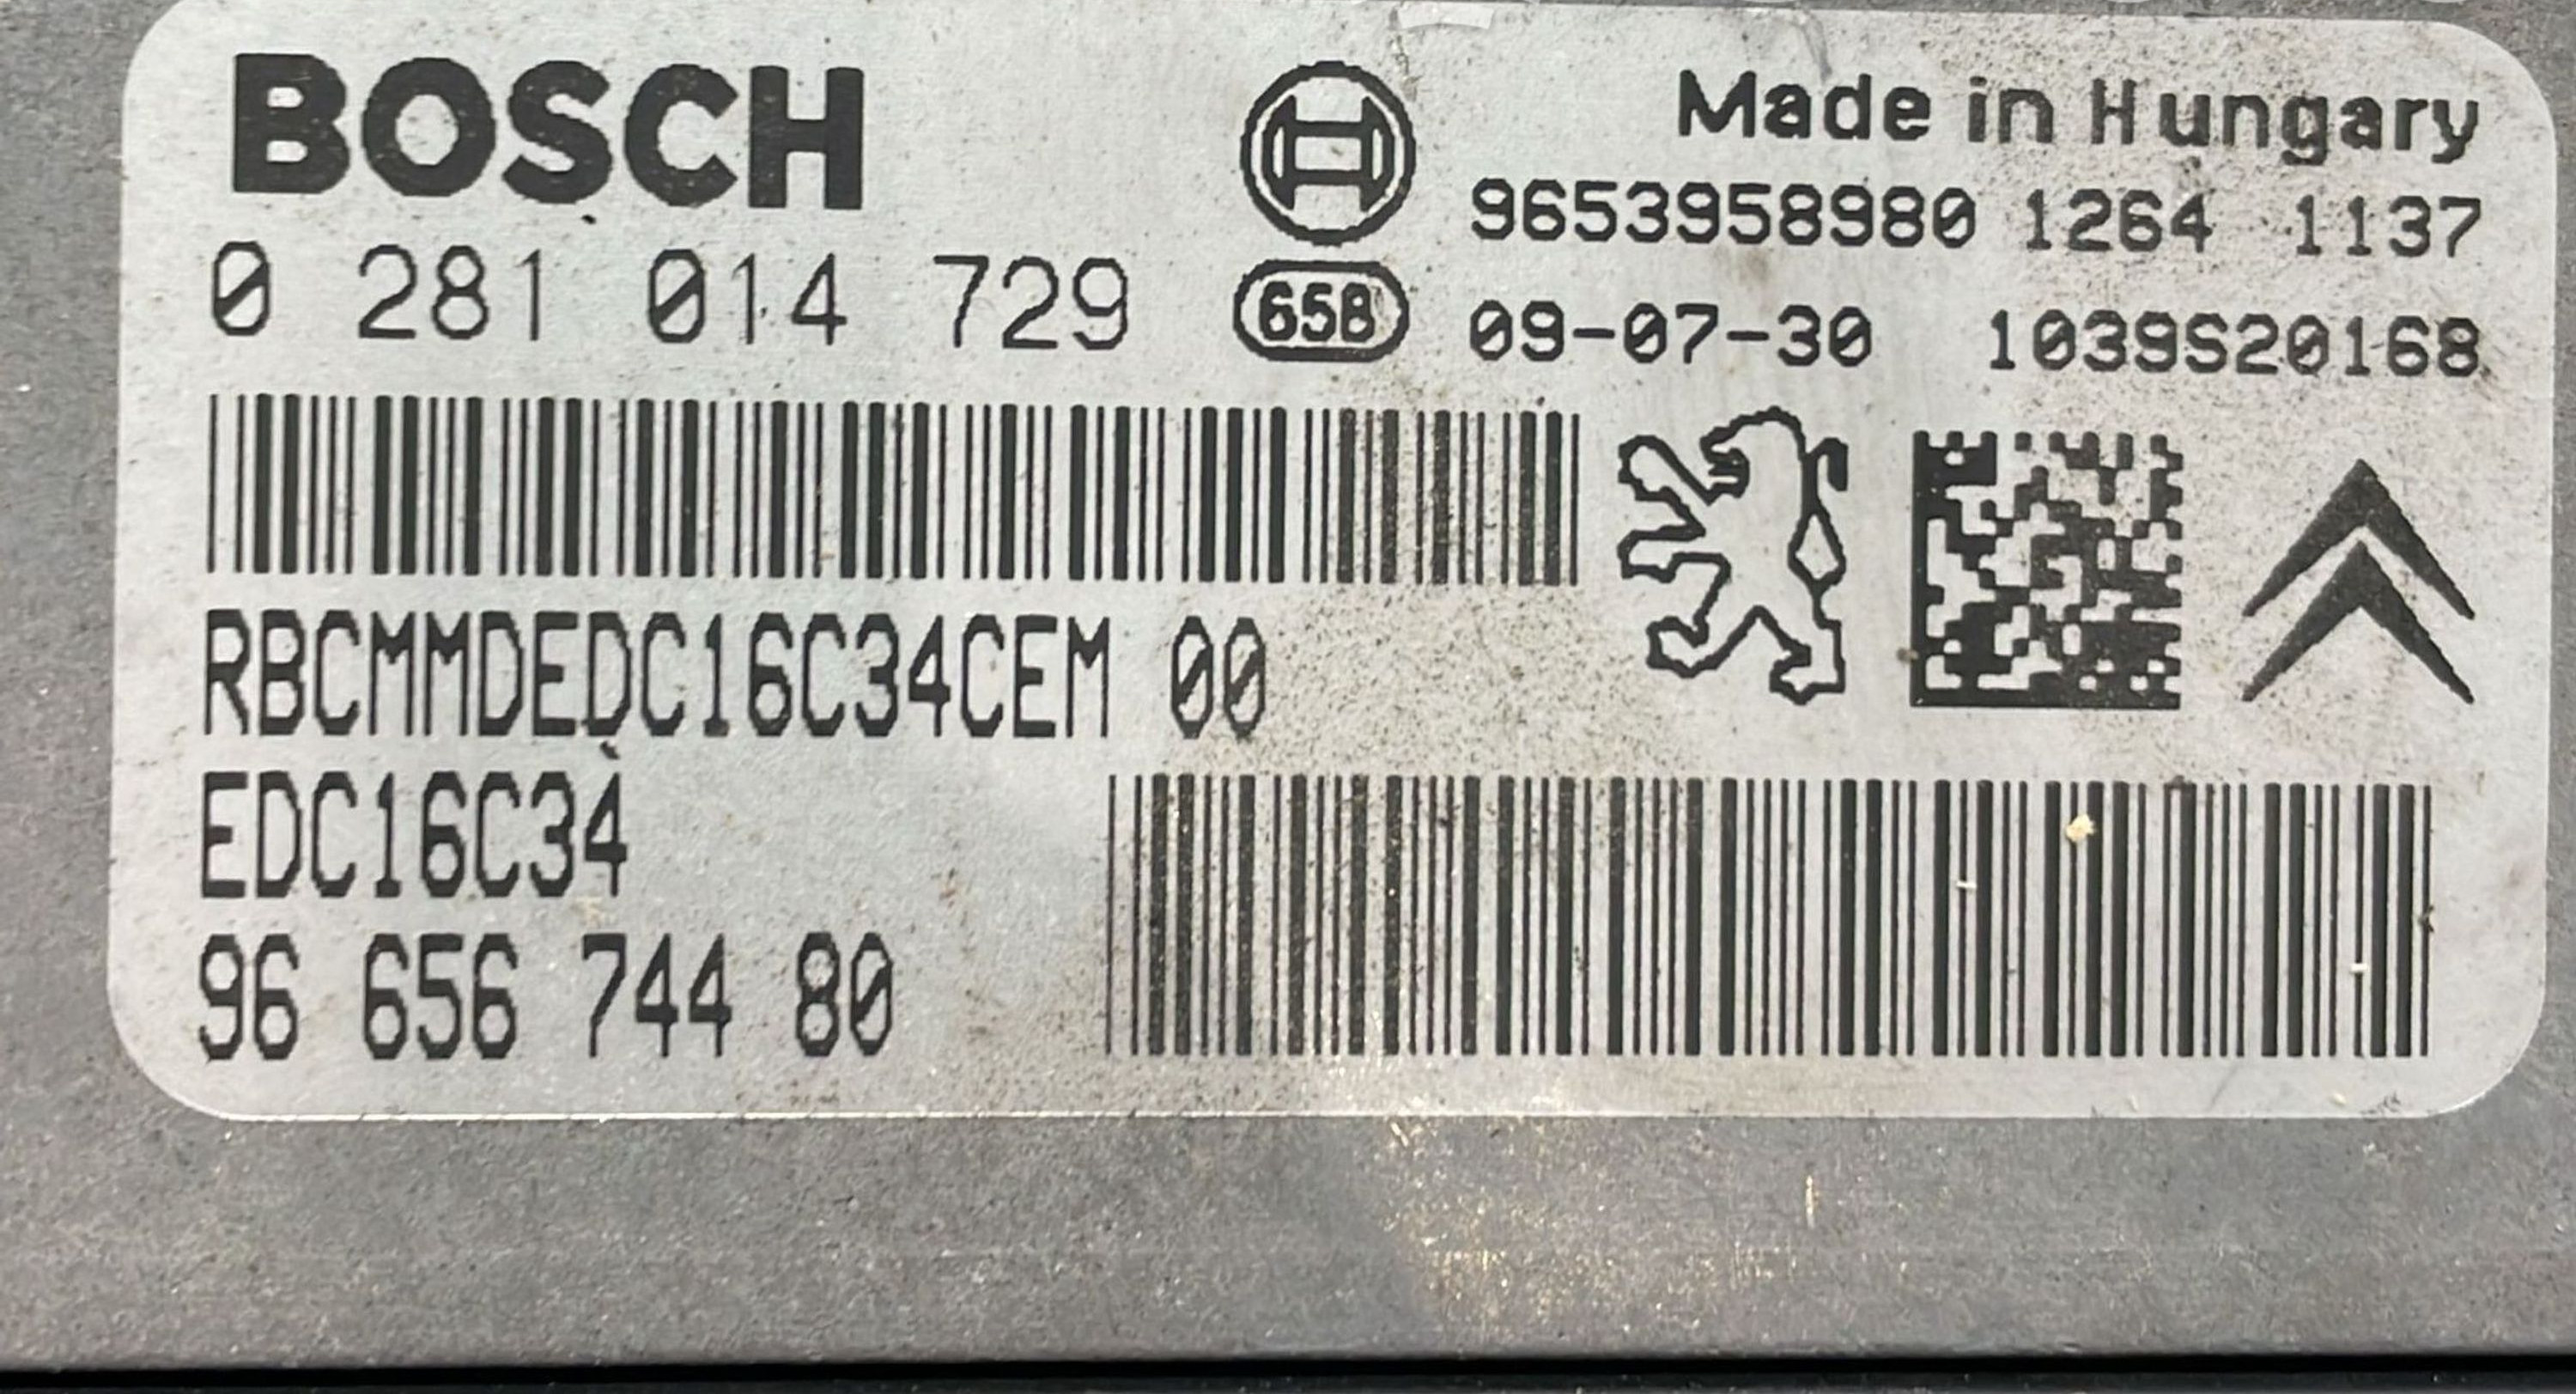 BOSCH
Made in Hungary
9653958980 1264 1137
0 281 014 729
65B
09-07-30 1039S20168
RBCMMDEDC16C34CEM 00
EDC16C34
96 656 744 80